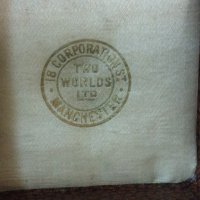 · 18 CORPORATION ST. ·
TWO
WORLDS
LTD
MANCHESTER